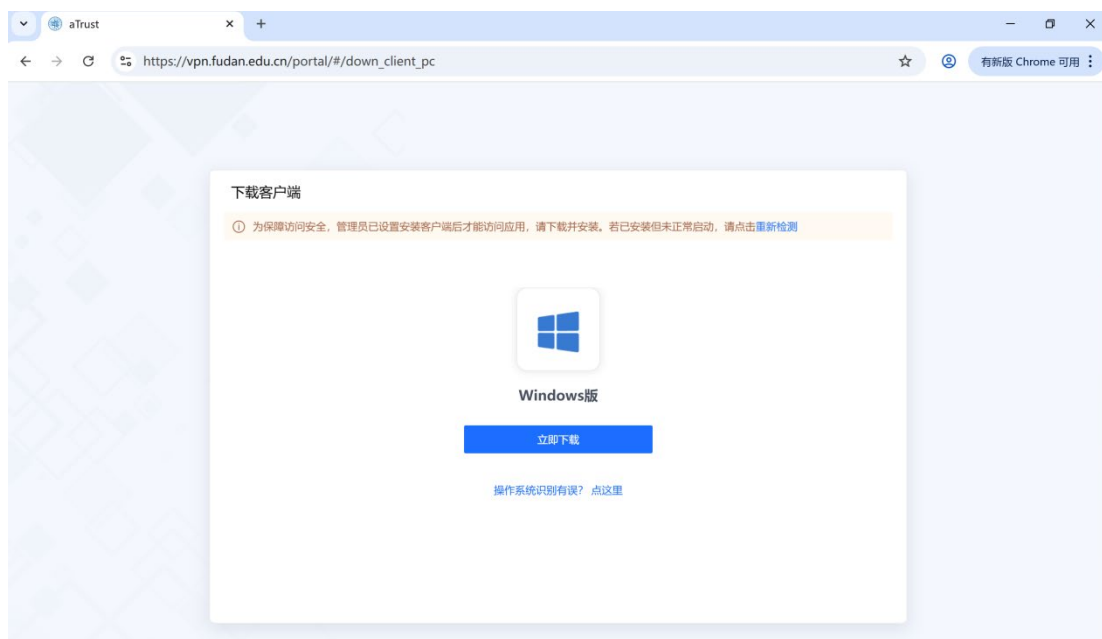 aTrust
https://vpn.fudan.edu.cn/portal/#/down_client_pc
有新版 Chrome 可用
下载客户端
为保障访问安全，管理员已设置安装客户端后才能访问应用，请下载并安装。若已安装但未正常启动，请点击重新检测
Windows版
立即下载
操作系统识别有误？ 点这里